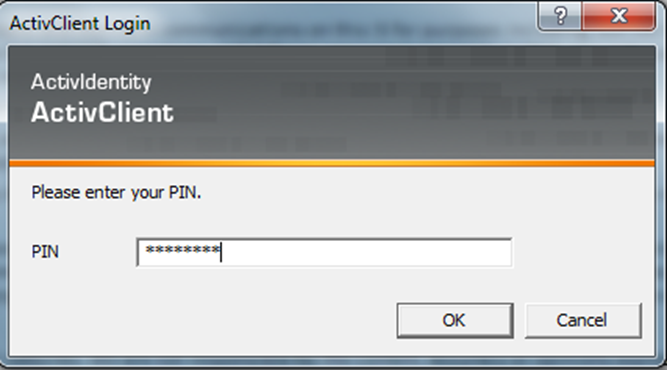 ActivClient Login
ActivIdentity
ActivClient
Please enter your PIN.
PIN ********
OK Cancel